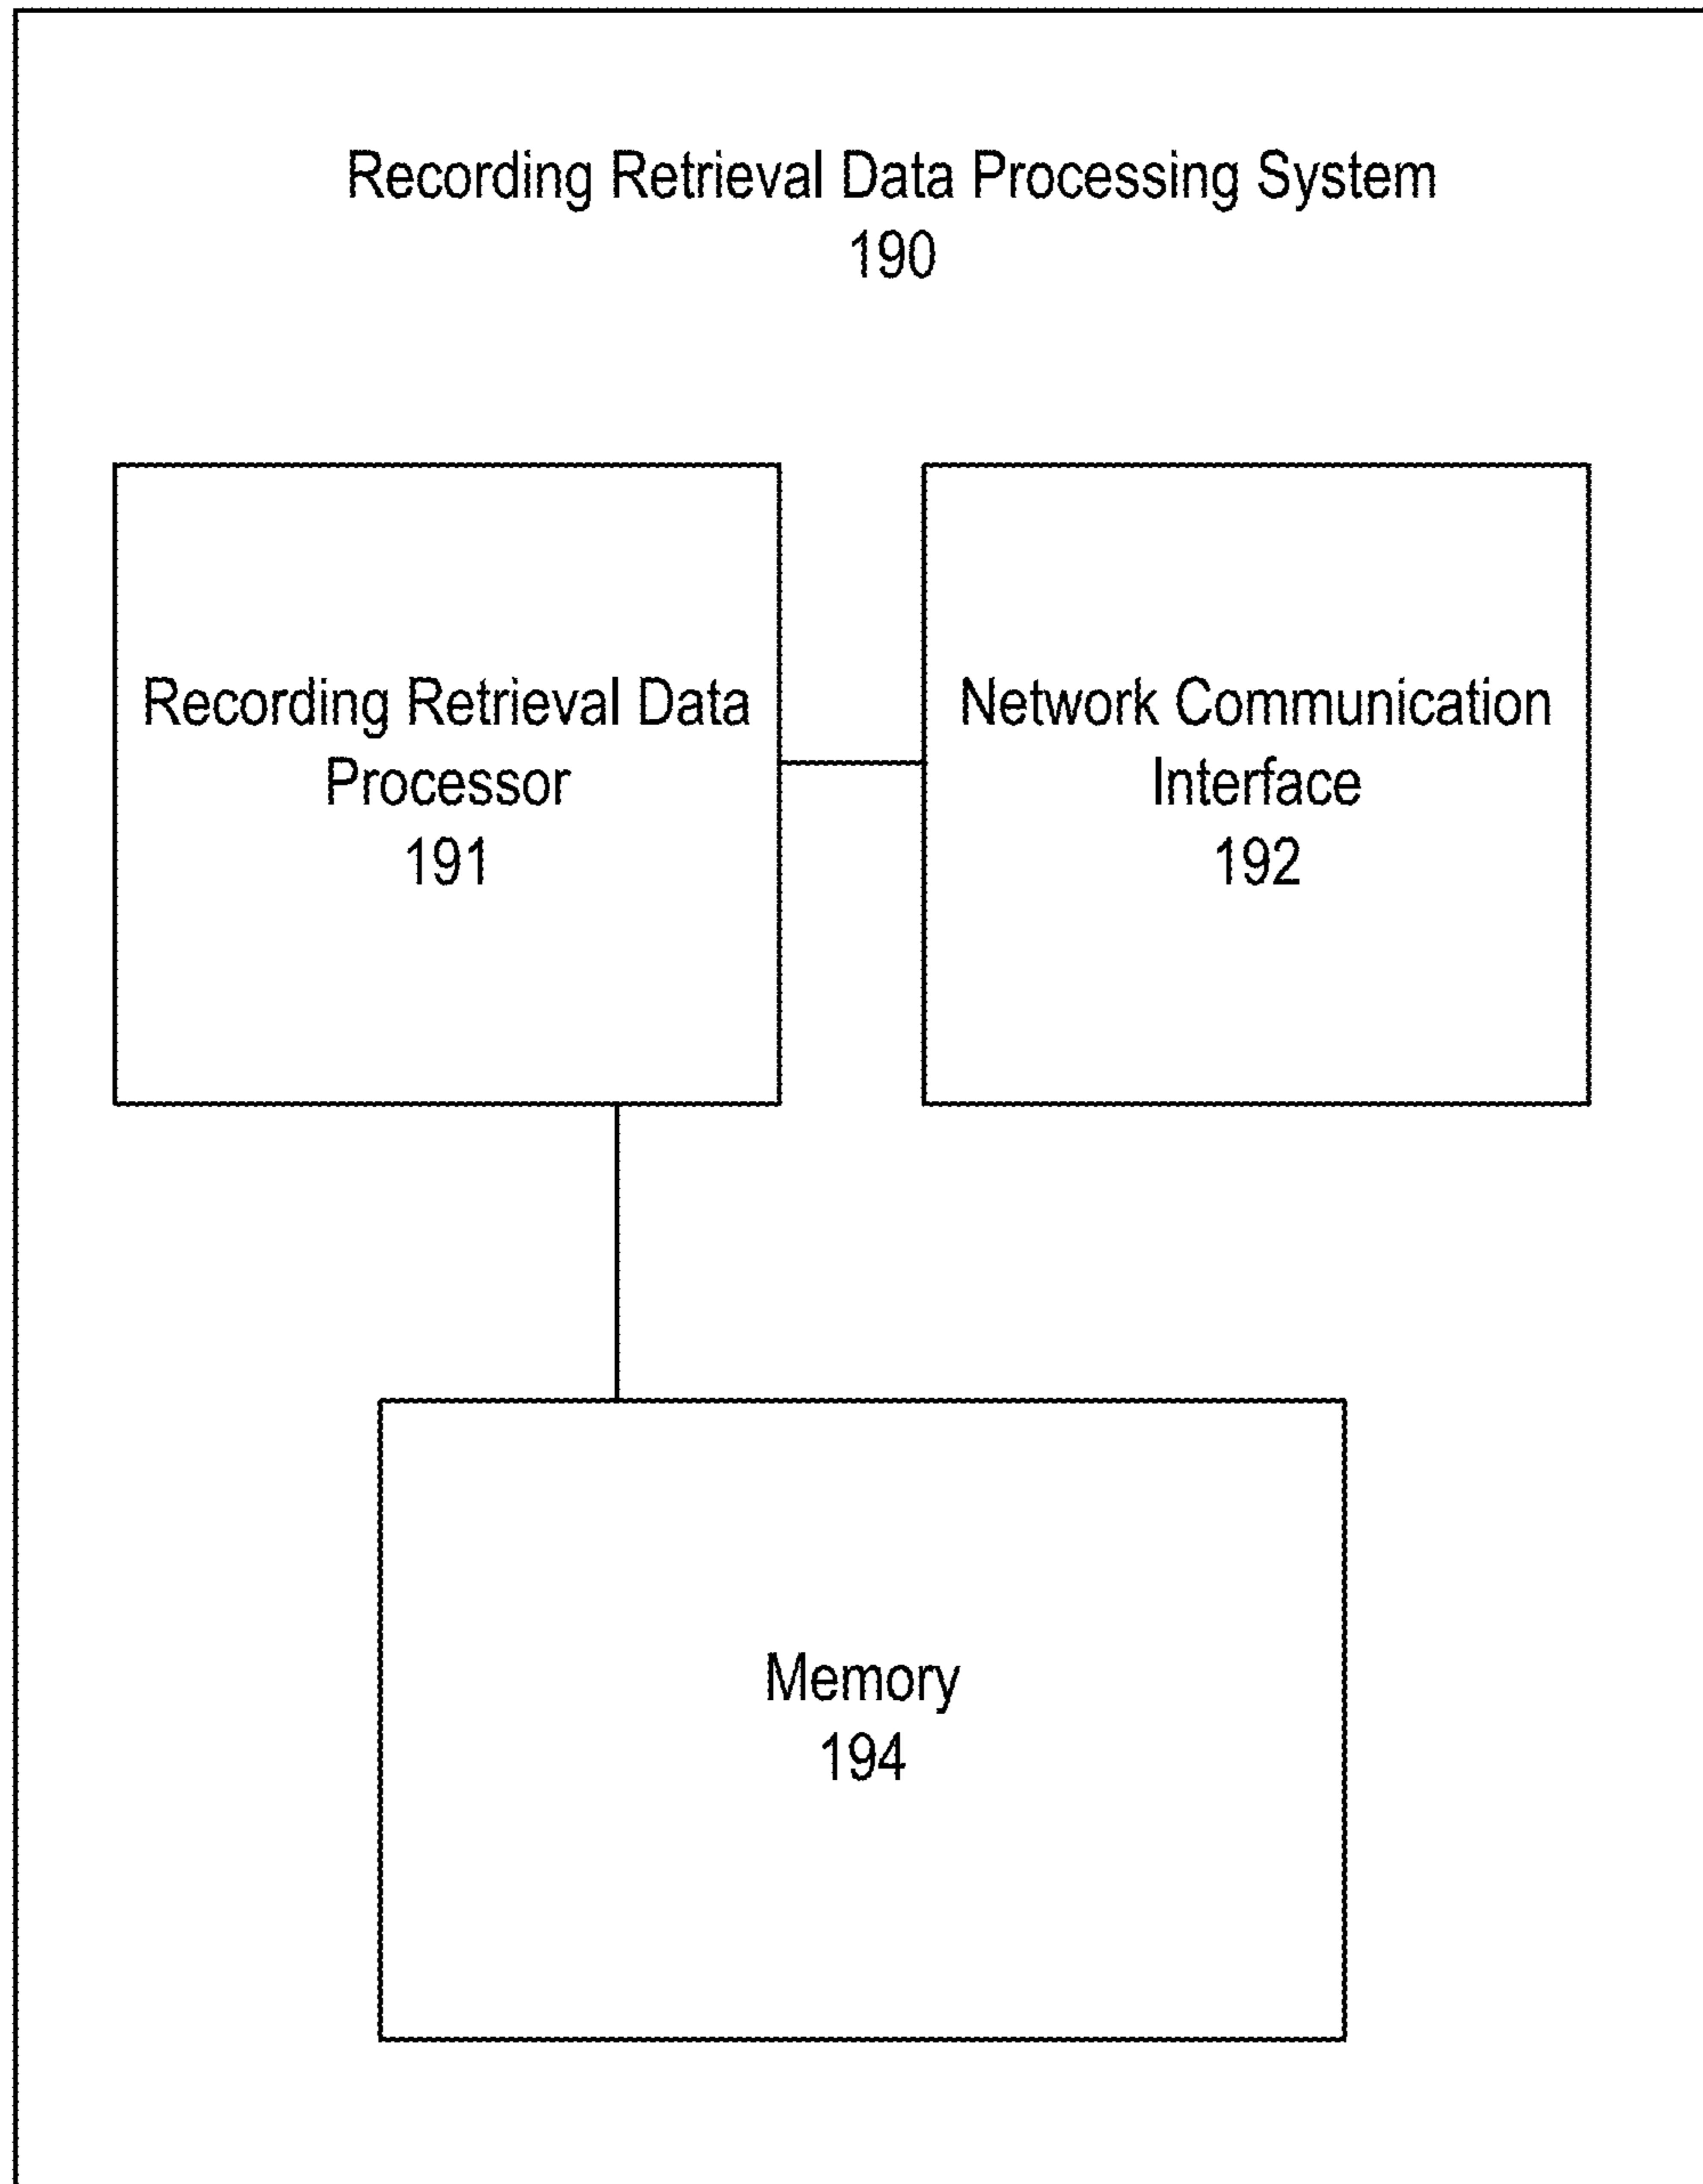 Recording Retrieval Data Processing System
190
Recording Retrieval Data
Processor
191
Network Communication
Interface
192
Memory
194